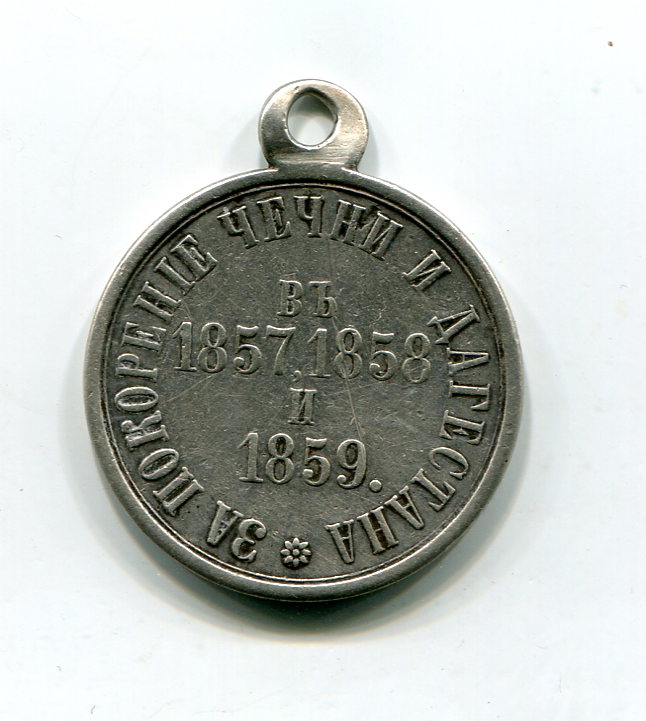 ЗА ПОКОРЕНІЕ ЧЕЧНИ И ДАГЕСТАНА
ВЪ
1857, 1858
И
1859.